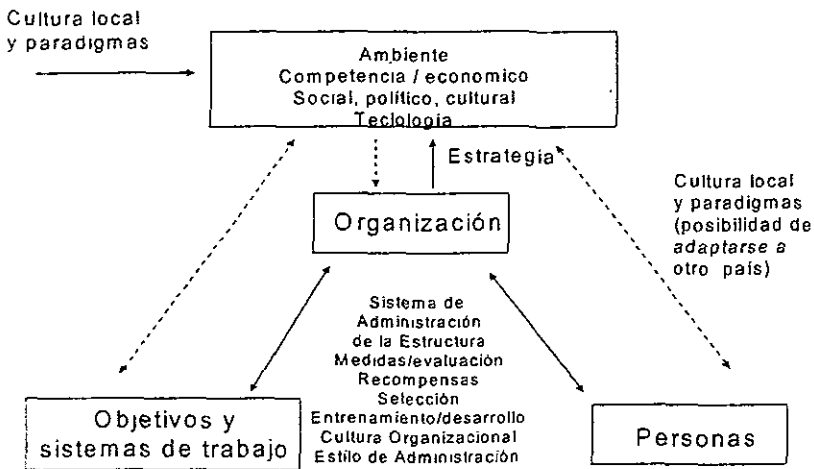 Cultura local
y paradigmas
Ambiente
Competencia / economico
Social, político, cultural
Teclología
Estrategia
Cultura local
y paradigmas
(posibilidad de
adaptarse a
otro país)
Organización
Sistema de
Administración
de la Estructura
Medidas/evaluación
Recompensas
Selección
Entrenamiento/desarrollo
Cultura Organizacional
Estilo de Administración
Objetivos y
sistemas de trabajo
Personas